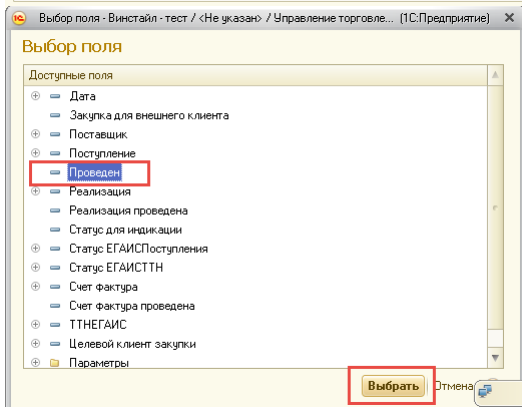 Выбор поля - Винстайл - тест / <Не указан> / Управление торговле... (1С:Предприятие)
Выбор поля
Доступные поля
Дата
Закупка для внешнего клиента
Поставщик
Поступление
Проведен
Реализация
Реализация проведена
Статус для индикации
Статус ЕГАИСПоступления
Статус ЕГАИСТТН
Счет фактура
Счет фактура проведена
ТТНЕГАИС
Целевой клиент закупки
Параметры
Выбрать
Отмена